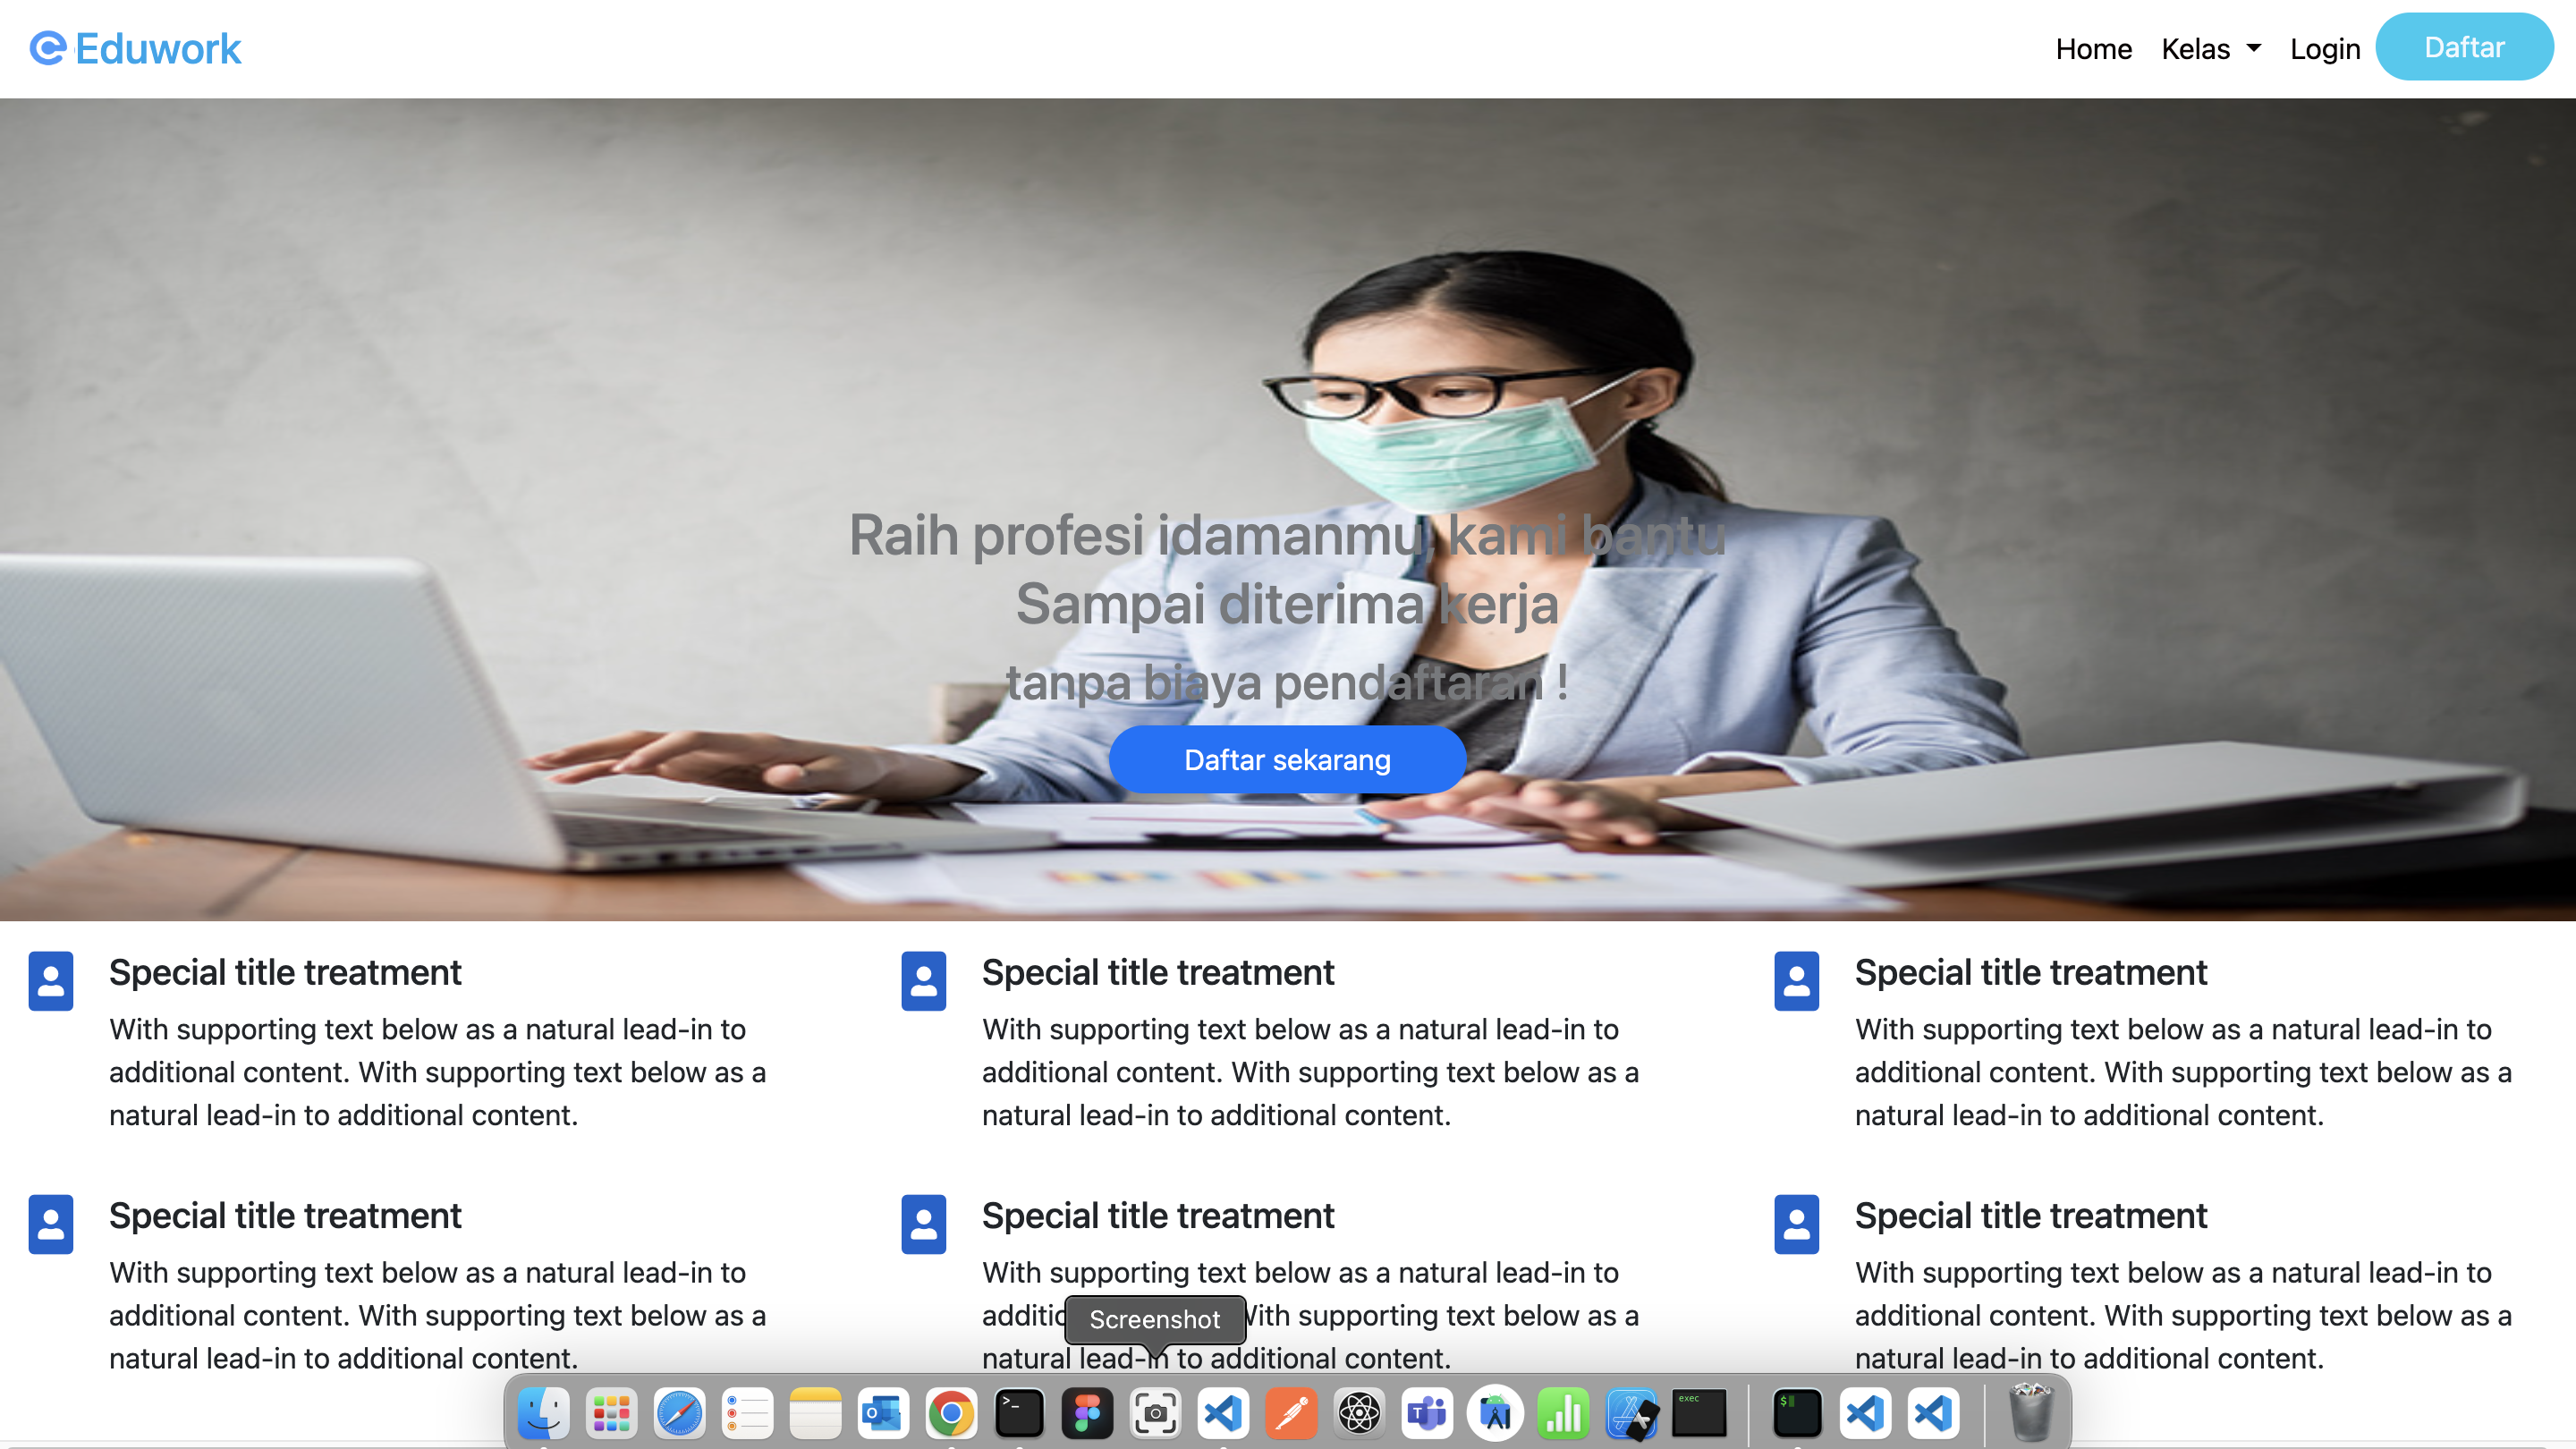 Eduwork
Home Kelas Login Daftar
Raih profesi idamanmu, kami bantu
Sampai diterima kerja
tanpa biaya pendaftaran !
Daftar sekarang
Special title treatment
With supporting text below as a natural lead-in to
additional content. With supporting text below as a
natural lead-in to additional content.
Special title treatment
With supporting text below as a natural lead-in to
additional content. With supporting text below as a
natural lead-in to additional content.
Special title treatment
With supporting text below as a natural lead-in to
additional content. With supporting text below as a
natural lead-in to additional content.
Special title treatment
With supporting text below as a natural lead-in to
additional content. With supporting text below as a
natural lead-in to additional content.
Special title treatment
With supporting text below as a natural lead-in to
With supporting text below as a
natural lead-in to additional content.
Special title treatment
With supporting text below as a natural lead-in to
additional content. With supporting text below as a
natural lead-in to additional content.
Screenshot
exec